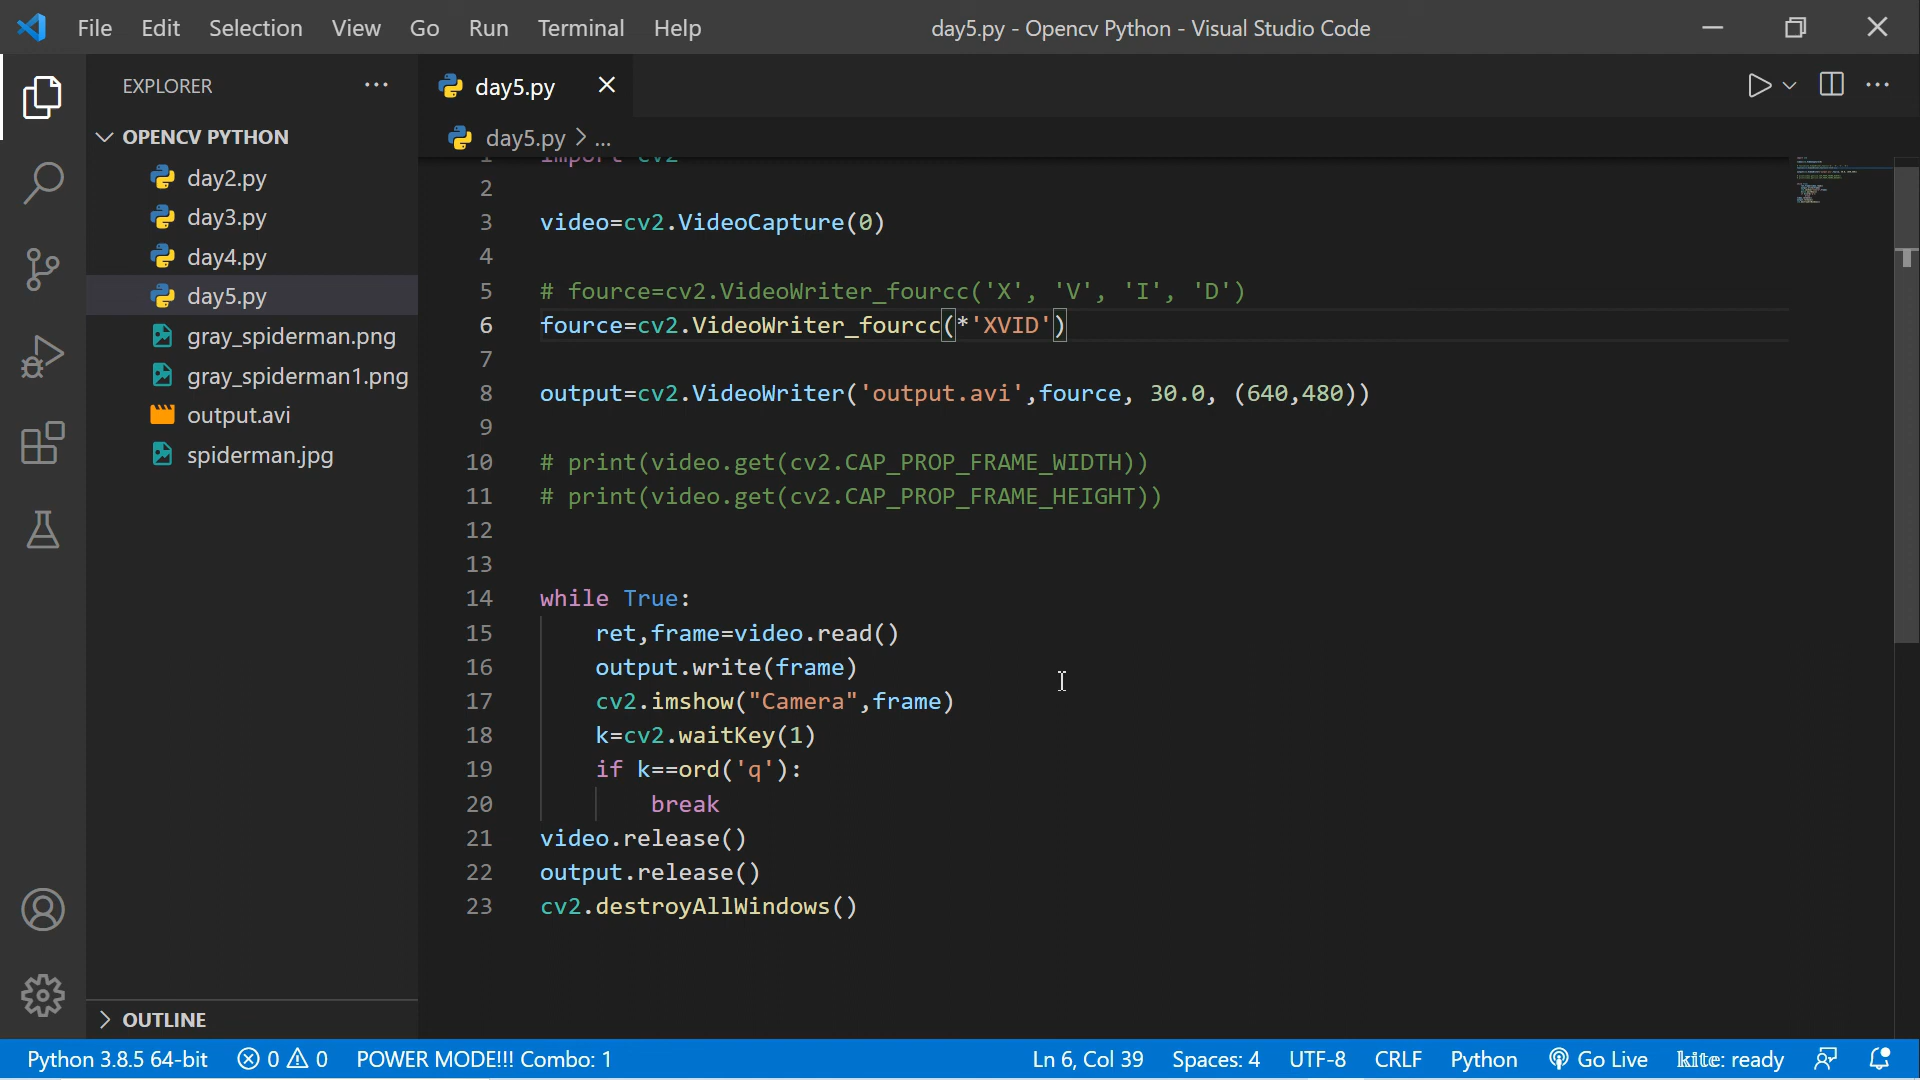 File Edit Selection View Go Run Terminal Help day5.py - Opencv Python - Visual Studio Code
EXPLORER
OPENCV PYTHON
day2.py
day3.py
day4.py
day5.py
gray_spiderman.png
gray_spiderman1.png
output.avi
spiderman.jpg
OUTLINE
day5.py
day5.py > ...
1 import cv2
2
3 video=cv2.VideoCapture(0)
4
5 # fource=cv2.VideoWriter_fourcc('X', 'V', 'I', 'D')
6 fource=cv2.VideoWriter_fourcc(*'XVID')
7
8 output=cv2.VideoWriter('output.avi',fource, 30.0, (640,480))
9
10 # print(video.get(cv2.CAP_PROP_FRAME_WIDTH))
11 # print(video.get(cv2.CAP_PROP_FRAME_HEIGHT))
12
13
14 while True:
15 ret,frame=video.read()
16 output.write(frame)
17 cv2.imshow("Camera",frame)
18 k=cv2.waitKey(1)
19 if k==ord('q'):
20 break
21 video.release()
22 output.release()
23 cv2.destroyAllWindows()
Python 3.8.5 64-bit 0 0 POWER MODE!!! Combo: 1 Ln 6, Col 39 Spaces: 4 UTF-8 CRLF Python Go Live kite: ready